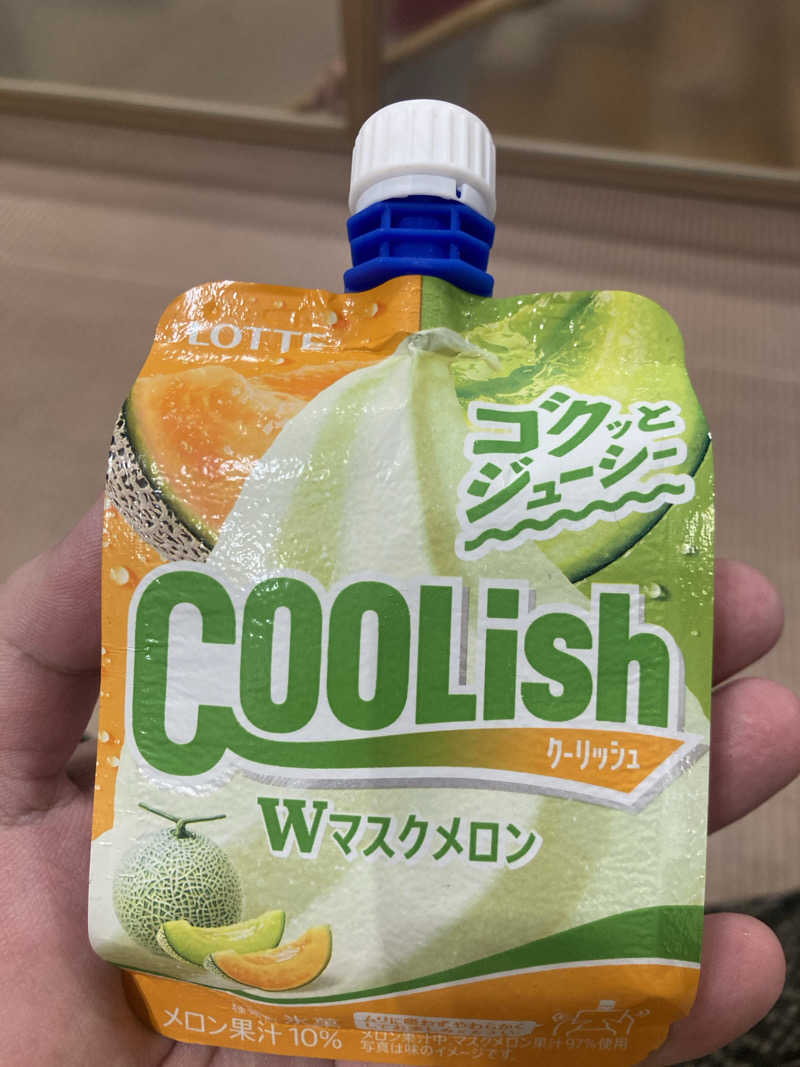 LOTTE
ゴクッと
ジューシー
COOLish
クーリッシュ
Wマスクメロン
氷菓
メロン果汁10%
メロン果汁中、マスクメロン果汁97%使用
写真は味のイメージです。